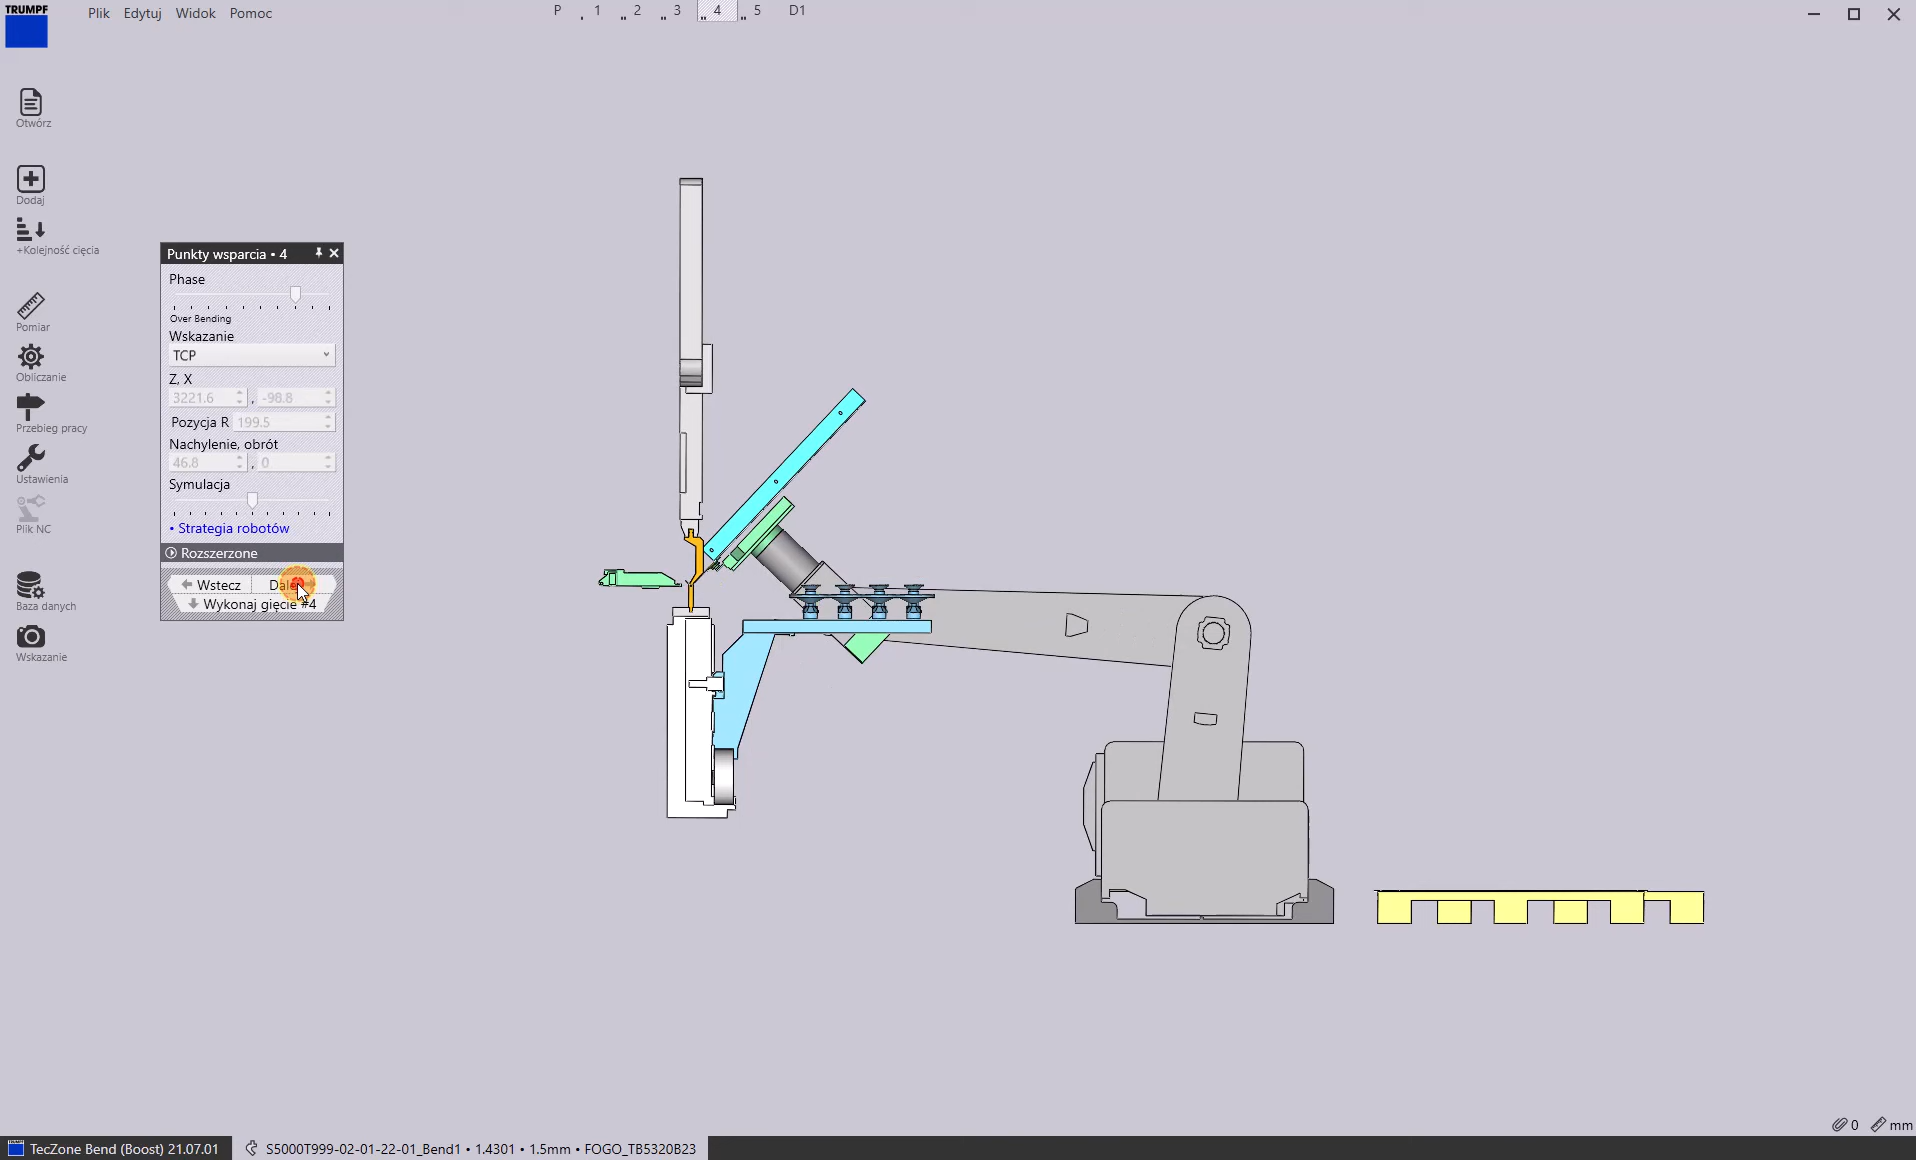 TRUMPF
Plik Edytuj Widok Pomoc
P 1 2 3 4 5 D1
Otwórz
Dodaj
+Kolejność cięcia
Pomiar
Obliczanie
Przebieg pracy
Ustawienia
Plik NC
Baza danych
Wskazanie
Punkty wsparcia • 4
Phase
Over Bending
Wskazanie
TCP
Z, X
3221.6 , -98.8
Pozycja R 199.5
Nachylenie, obrót
46.8 , 0
Symulacja
• Strategia robotów
Rozszerzone
Wstecz
Wykonaj gięcie #4
0 mm
TecZone Bend (Boost) 21.07.01
S5000T999-02-01-22-01_Bend1 • 1.4301 • 1.5mm • FOGO_TB5320B23